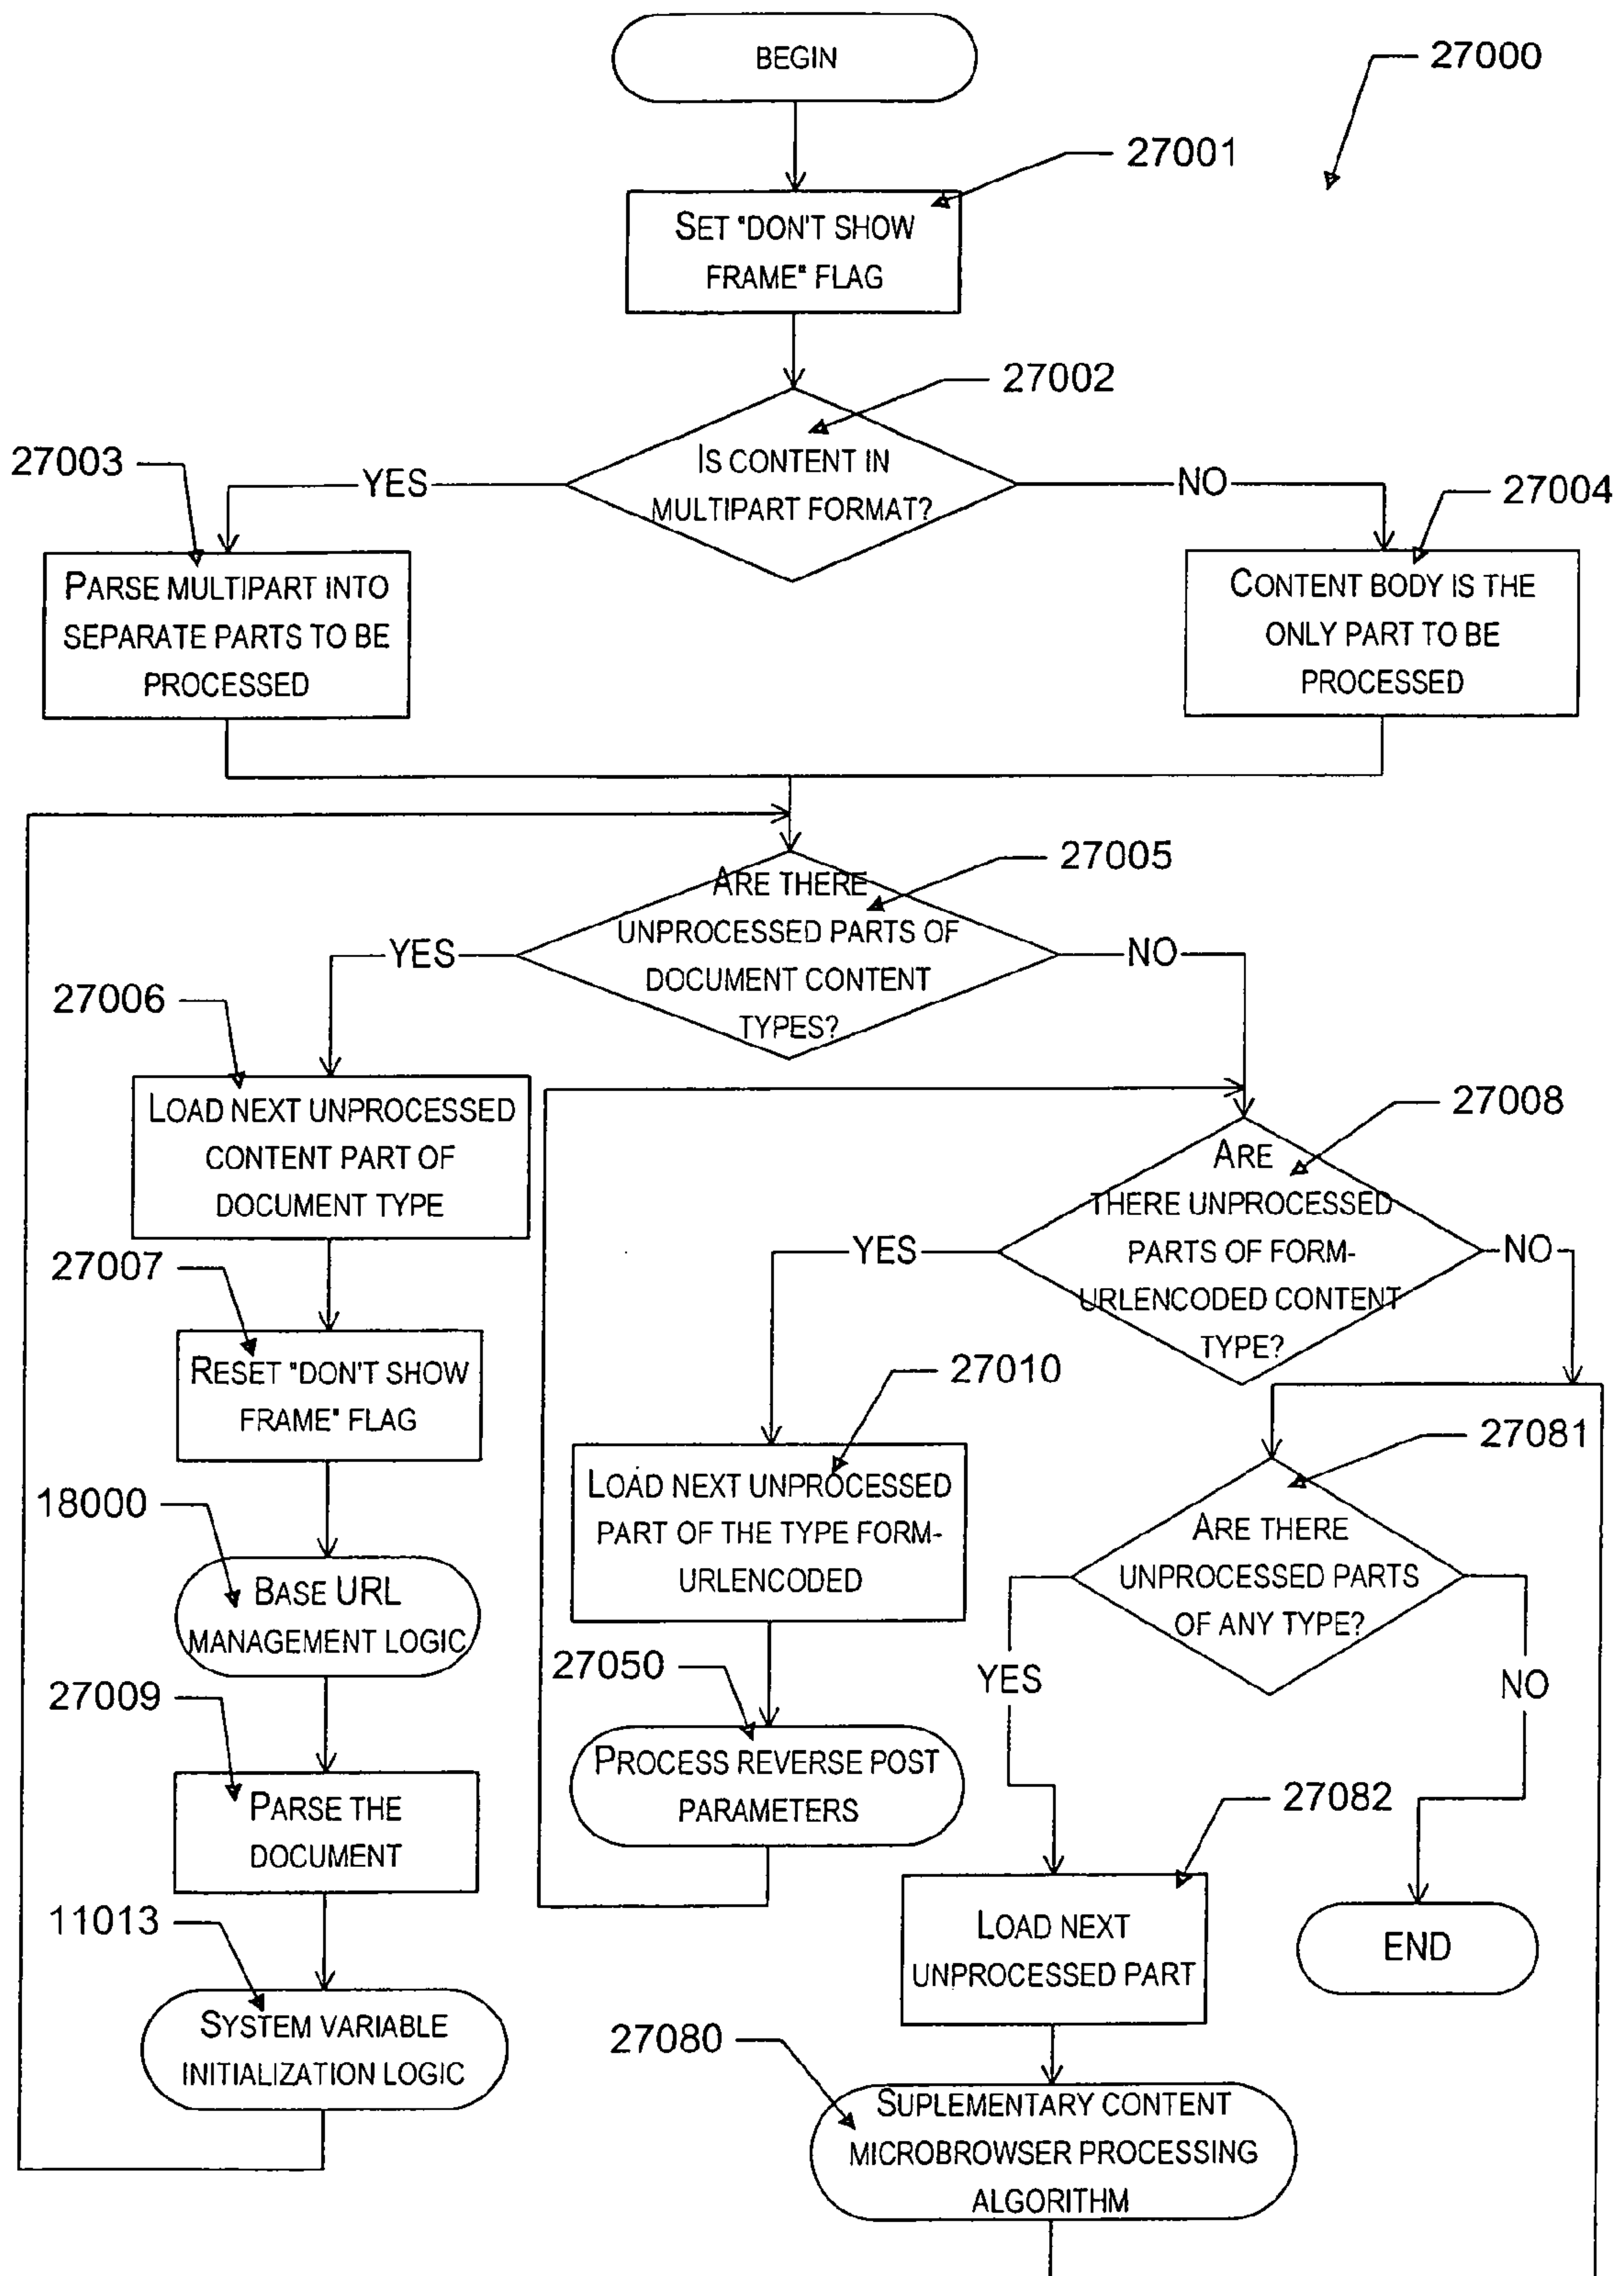 BEGIN
27000
27001
SET "DON'T SHOW
FRAME" FLAG
27002
IS CONTENT IN
MULTIPART FORMAT?
27003
YES
NO
27004
PARSE MULTIPART INTO
SEPARATE PARTS TO BE
PROCESSED
CONTENT BODY IS THE
ONLY PART TO BE
PROCESSED
27005
ARE THERE
UNPROCESSED PARTS OF
DOCUMENT CONTENT
TYPES?
YES
NO
27006
LOAD NEXT UNPROCESSED
CONTENT PART OF
DOCUMENT TYPE
27008
ARE
THERE UNPROCESSED
PARTS OF FORM-
URLENCODED CONTENT
TYPE?
YES
NO
27007
RESET "DON'T SHOW
FRAME" FLAG
27010
LOAD NEXT UNPROCESSED
PART OF THE TYPE FORM-
URLENCODED
27081
ARE THERE
UNPROCESSED PARTS
OF ANY TYPE?
YES
NO
18000
BASE URL
MANAGEMENT LOGIC
27050
PROCESS REVERSE POST
PARAMETERS
27009
PARSE THE
DOCUMENT
27082
LOAD NEXT
UNPROCESSED PART
END
11013
SYSTEM VARIABLE
INITIALIZATION LOGIC
27080
SUPLEMENTARY CONTENT
MICROBROWSER PROCESSING
ALGORITHM